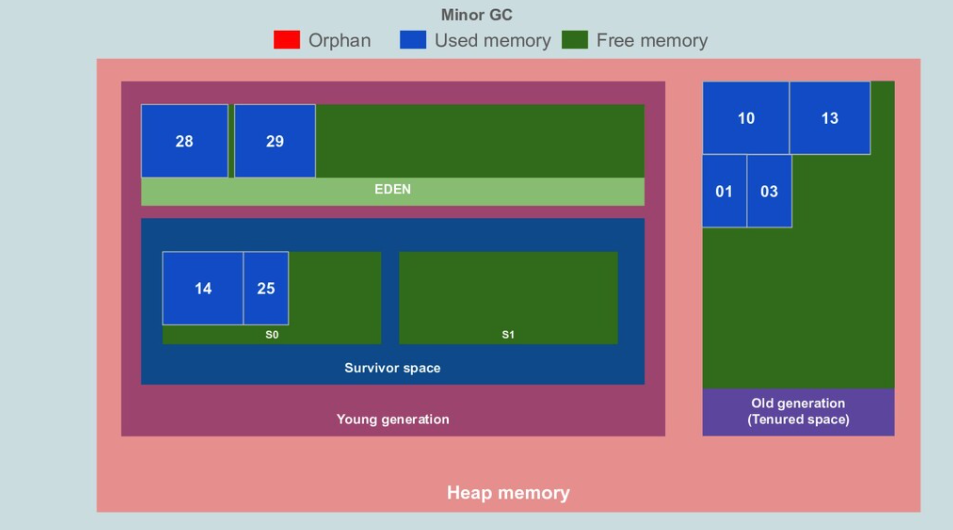 Minor GC
Orphan Used memory Free memory
28 29
EDEN
14 25
S0 S1
Survivor space
Young generation
10 13
01 03
Old generation
(Tenured space)
Heap memory